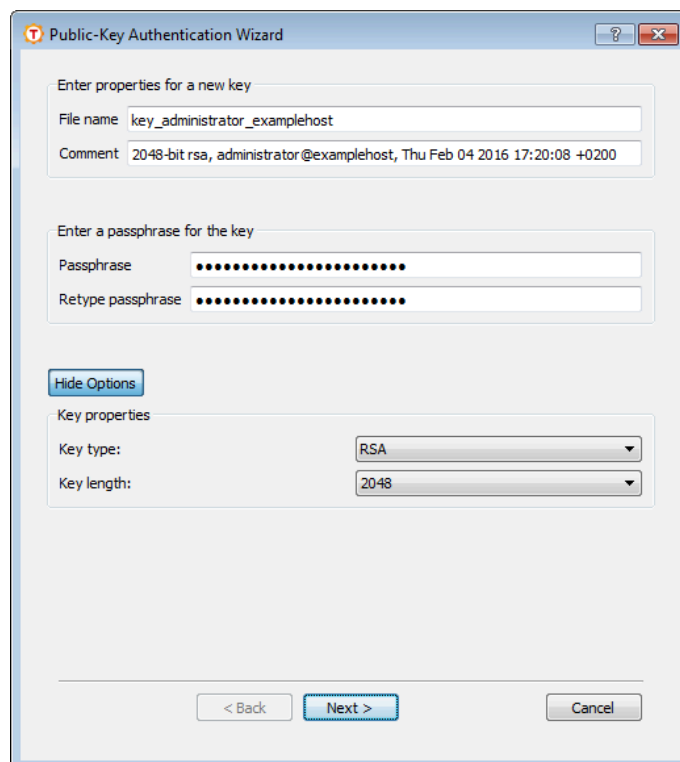 Public-Key Authentication Wizard
Enter properties for a new key
File name key_administrator_examplehost
Comment 2048-bit rsa, administrator@examplehost, Thu Feb 04 2016 17:20:08 +0200
Enter a passphrase for the key
Passphrase ●●●●●●●●●●●●●●●●●●●●●●●
Retype passphrase ●●●●●●●●●●●●●●●●●●●●●●●
Hide Options
Key properties
Key type: RSA
Key length: 2048
< Back Next > Cancel